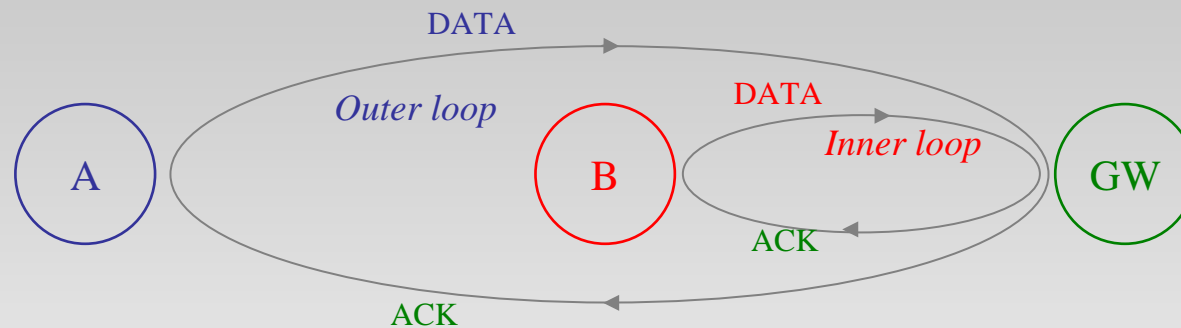 DATA
DATA
Outer loop
Inner loop
A
B
GW
ACK
ACK